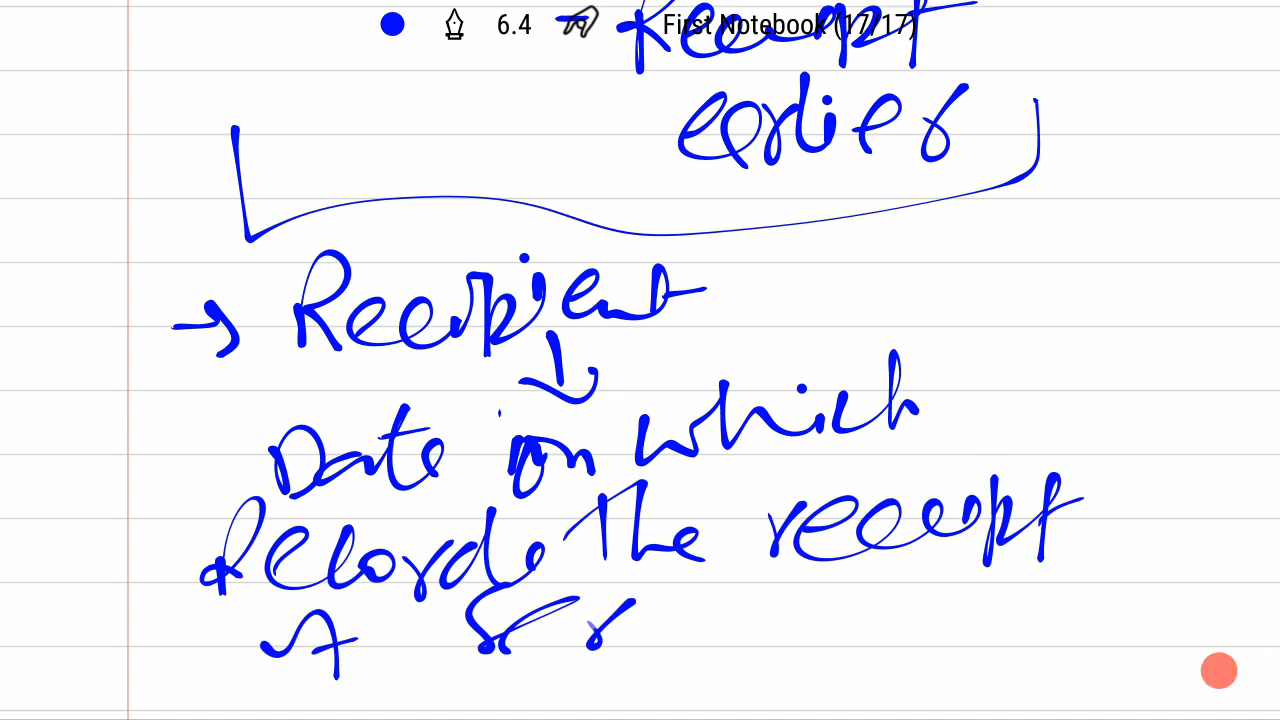 6.4 First Notebook (17/17)
Receipt
earlier
→ Recipient
Date on which
Records the receipt